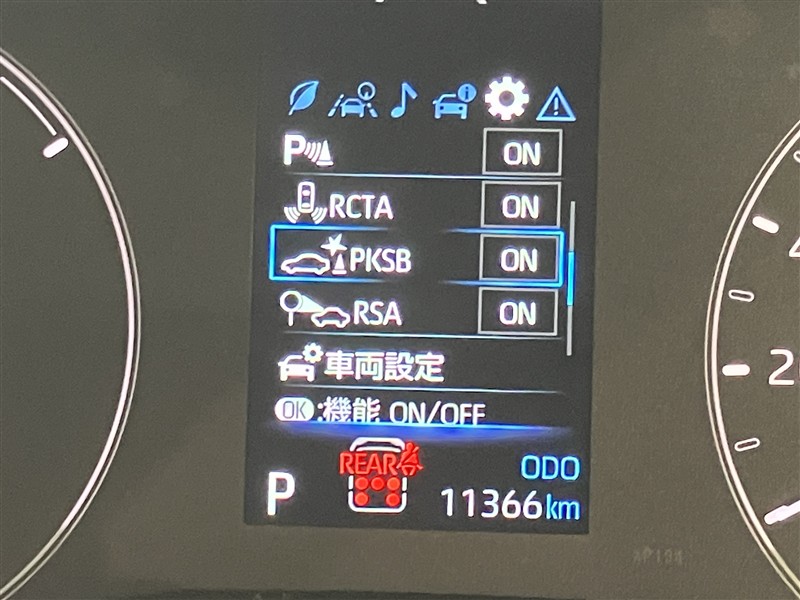 P ON
RCTA ON
PKSB ON
RSA ON
車両設定
OK :機能 ON/OFF
REAR
ODO
P 11366km
2